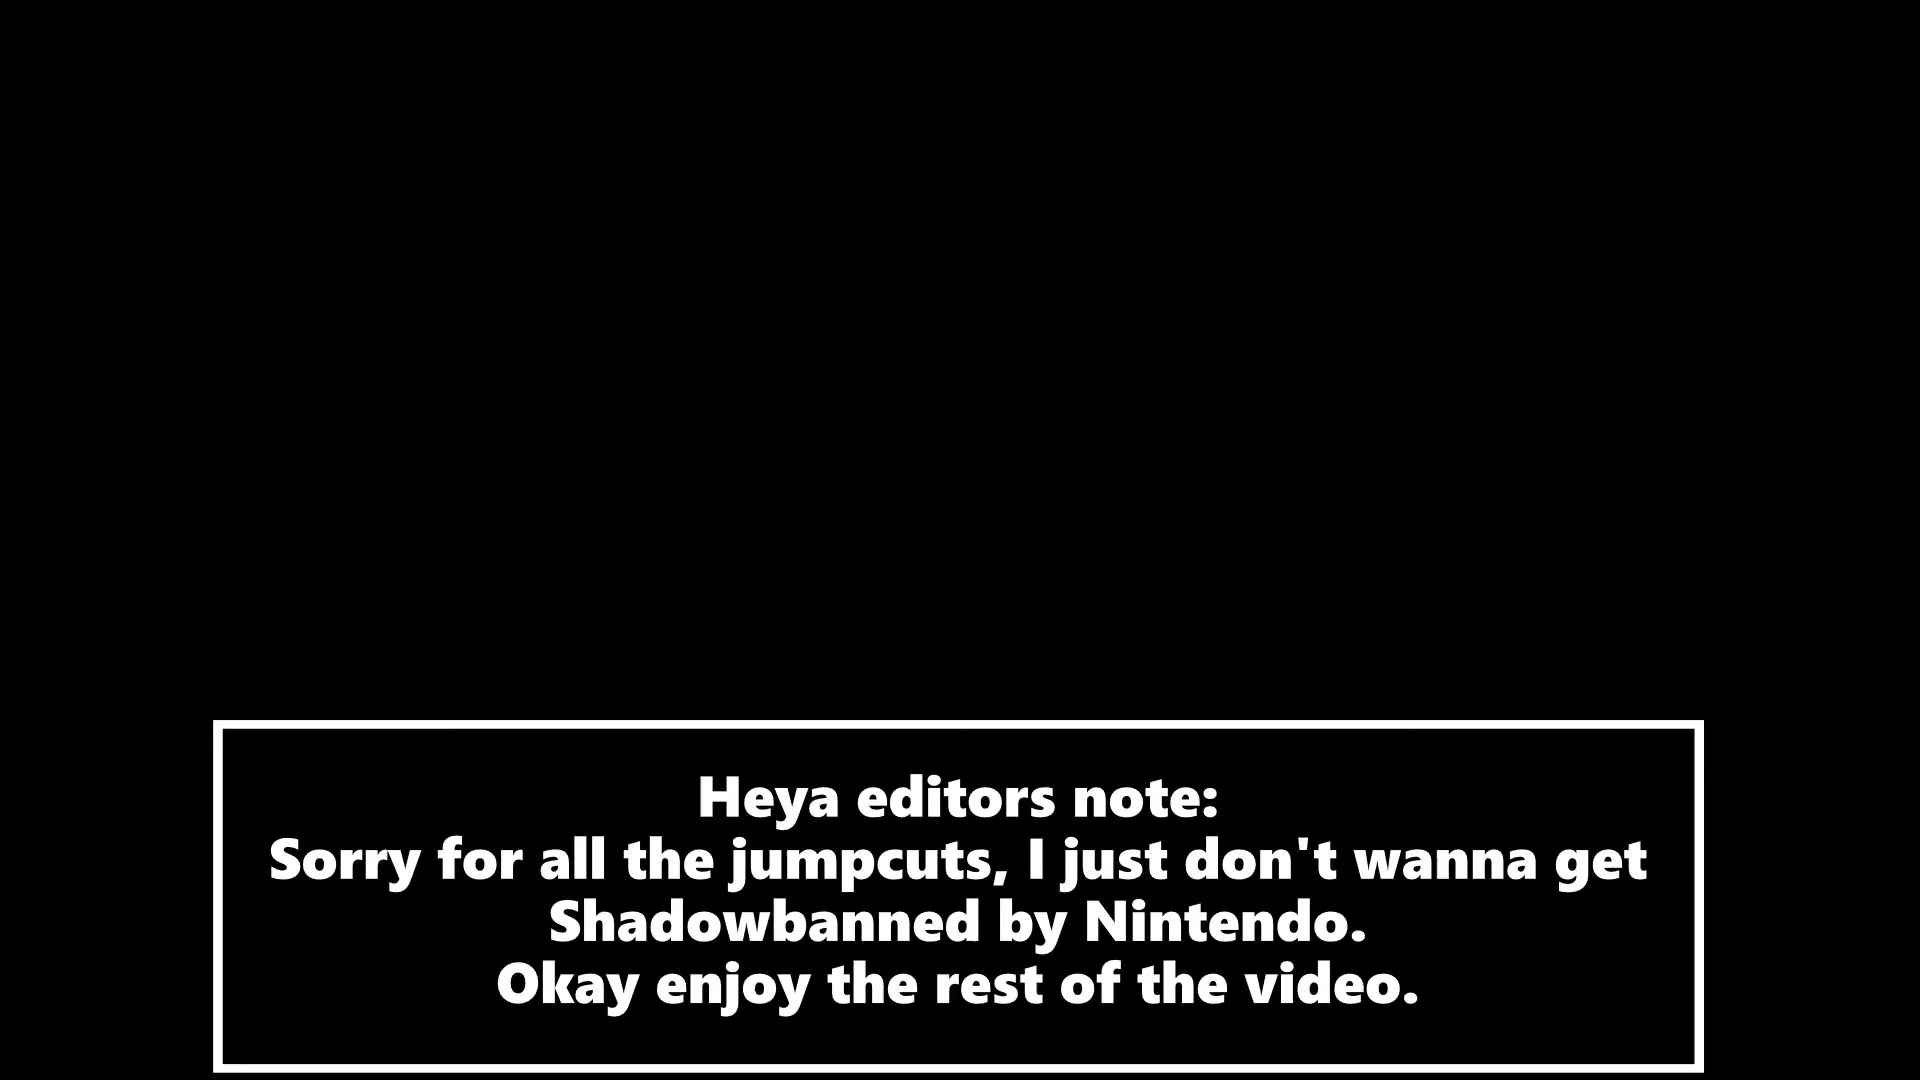 Heya editors note:
Sorry for all the jumpcuts, I just don't wanna get
Shadowbanned by Nintendo.
Okay enjoy the rest of the video.